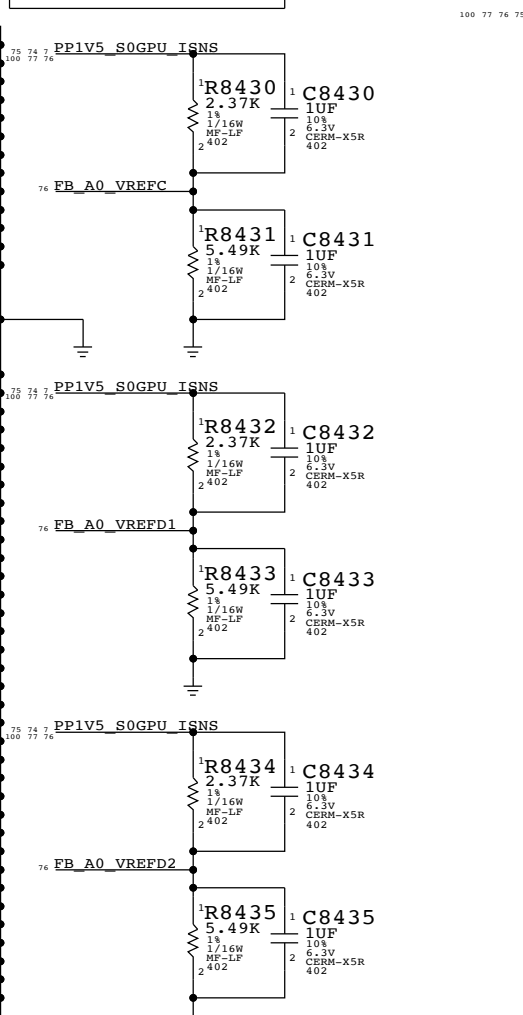 100 77 76 75
75 74 7 PP1V5_S0GPU_ISNS
100 77 76
1 R8430
2.37K
1%
1/16W
MF-LF
2 402
1 C8430
1UF
10%
2 6.3V
CERM-X5R
402
76 FB_A0_VREFC
1 R8431
5.49K
1%
1/16W
MF-LF
2 402
1 C8431
1UF
10%
2 6.3V
CERM-X5R
402
75 74 7 PP1V5_S0GPU_ISNS
100 77 76
1 R8432
2.37K
1%
1/16W
MF-LF
2 402
1 C8432
1UF
10%
2 6.3V
CERM-X5R
402
76 FB_A0_VREFD1
1 R8433
5.49K
1%
1/16W
MF-LF
2 402
1 C8433
1UF
10%
2 6.3V
CERM-X5R
402
75 74 7 PP1V5_S0GPU_ISNS
100 77 76
1 R8434
2.37K
1%
1/16W
MF-LF
2 402
1 C8434
1UF
10%
2 6.3V
CERM-X5R
402
76 FB_A0_VREFD2
1 R8435
5.49K
1%
1/16W
MF-LF
2 402
1 C8435
1UF
10%
2 6.3V
CERM-X5R
402